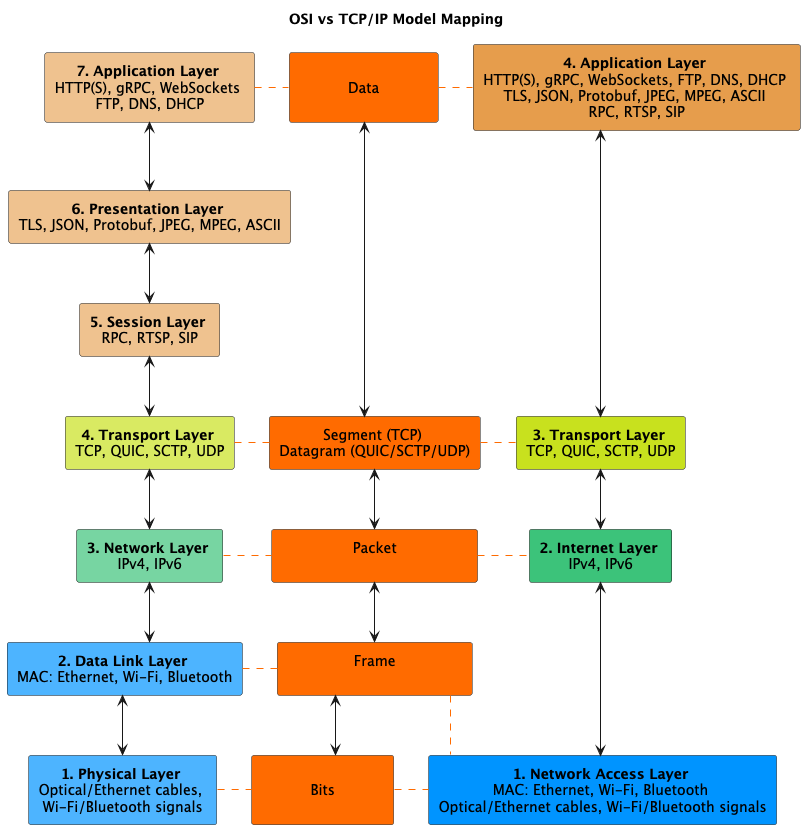 OSI vs TCP/IP Model Mapping
7. Application Layer
HTTP(S), gRPC, WebSockets
FTP, DNS, DHCP
Data
4. Application Layer
HTTP(S), gRPC, WebSockets, FTP, DNS, DHCP
TLS, JSON, Protobuf, JPEG, MPEG, ASCII
RPC, RTSP, SIP
6. Presentation Layer
TLS, JSON, Protobuf, JPEG, MPEG, ASCII
5. Session Layer
RPC, RTSP, SIP
4. Transport Layer
TCP, QUIC, SCTP, UDP
Segment (TCP)
Datagram (QUIC/SCTP/UDP)
3. Transport Layer
TCP, QUIC, SCTP, UDP
3. Network Layer
IPv4, IPv6
Packet
2. Internet Layer
IPv4, IPv6
2. Data Link Layer
MAC: Ethernet, Wi-Fi, Bluetooth
Frame
1. Physical Layer
Optical/Ethernet cables,
Wi-Fi/Bluetooth signals
Bits
1. Network Access Layer
MAC: Ethernet, Wi-Fi, Bluetooth
Optical/Ethernet cables, Wi-Fi/Bluetooth signals